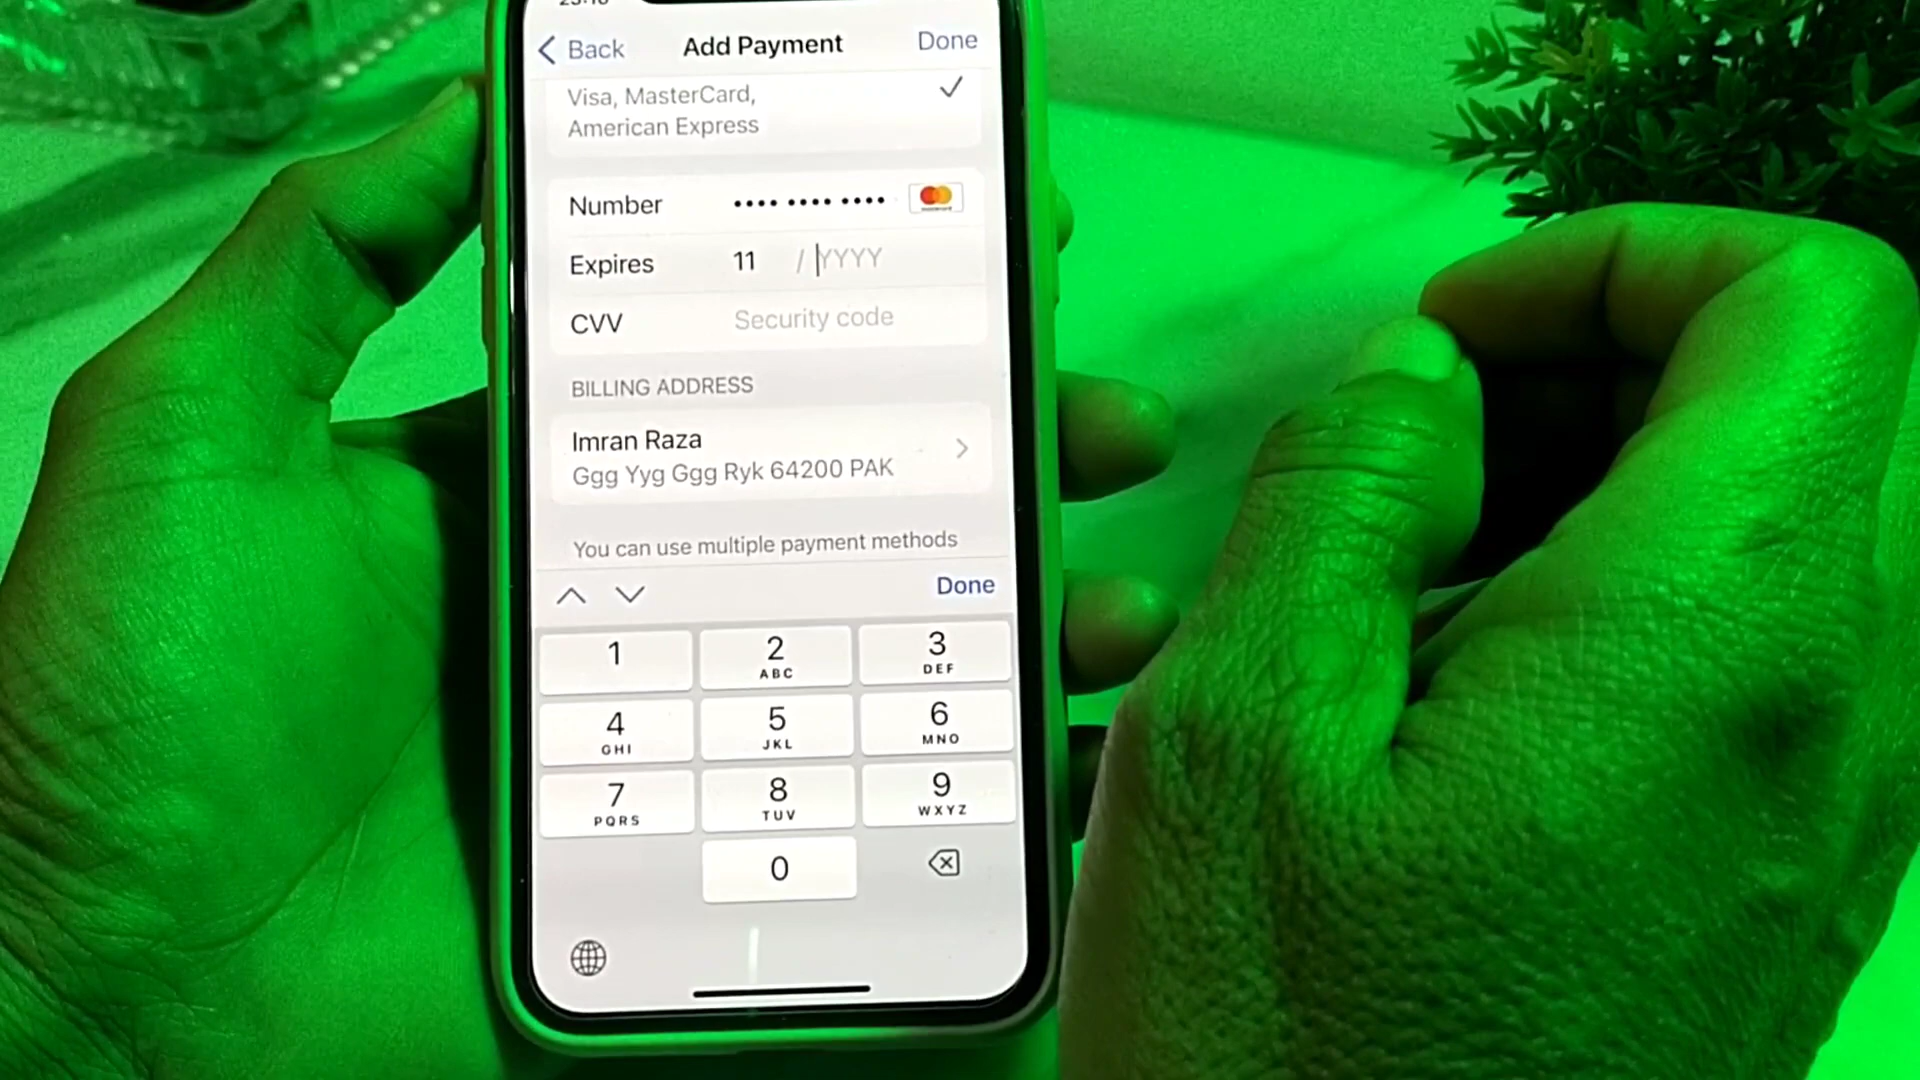 Back Add Payment Done
Visa, MasterCard,
American Express
Number •••• •••• ••••
Expires 11 / YYYY
CVV Security code
BILLING ADDRESS
Imran Raza
Ggg Yyg Ggg Ryk 64200 PAK
You can use multiple payment methods
Done
1 2 3
ABC DEF
4 5 6
GHI JKL MNO
7 8 9
PQRS TUV WXYZ
0